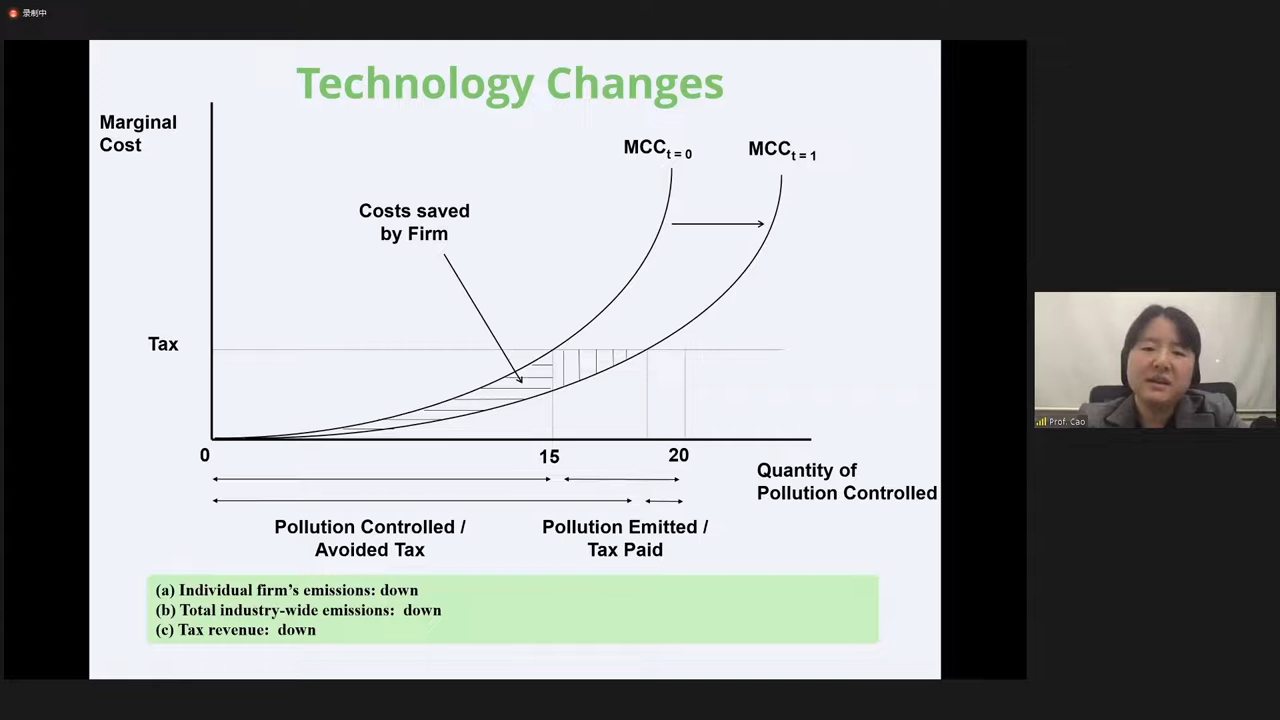 录制中
Technology Changes
Marginal
Cost
MCCt = 0
MCCt = 1
Costs saved
by Firm
Tax
0
15
20
Quantity of
Pollution Controlled
Pollution Controlled /
Avoided Tax
Pollution Emitted /
Tax Paid
(a) Individual firm's emissions: down
(b) Total industry-wide emissions:  down
(c) Tax revenue:  down
Prof. Cao